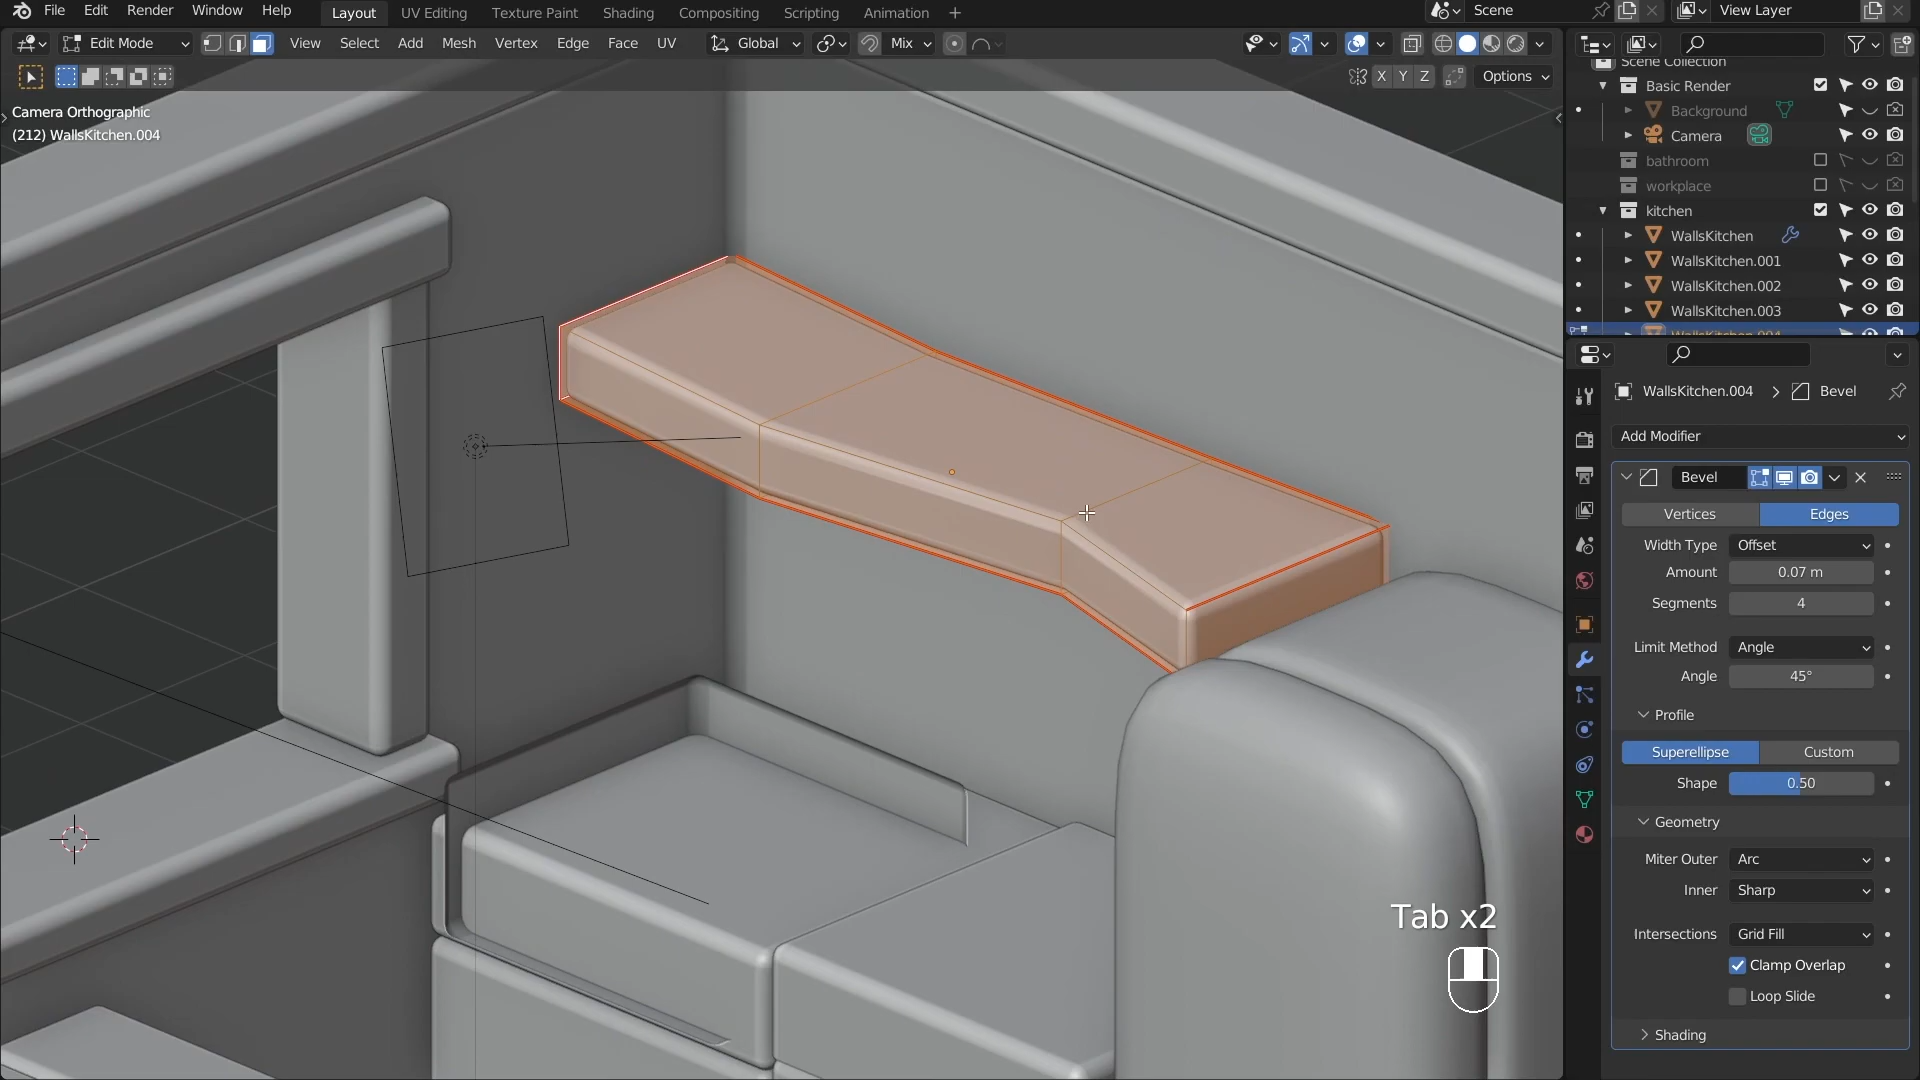 File Edit Render Window Help Layout UV Editing Texture Paint Shading Compositing Scripting Animation Scene View Layer
Edit Mode View Select Add Mesh Vertex Edge Face UV Global Mix
X Y Z Options
Camera Orthographic
(212) WallsKitchen.004
Scene Collection
Basic Render
Background
Camera
bathroom
workplace
kitchen
WallsKitchen
WallsKitchen.001
WallsKitchen.002
WallsKitchen.003
WallsKitchen.004
WallsKitchen.004 Bevel
Add Modifier
Bevel
Vertices Edges
Width Type Offset
Amount 0.07 m
Segments 4
Limit Method Angle
Angle 45°
Profile
Superellipse Custom
Shape 0.50
Geometry
Miter Outer Arc
Inner Sharp
Intersections Grid Fill
Clamp Overlap
Loop Slide
Shading
Tab x2